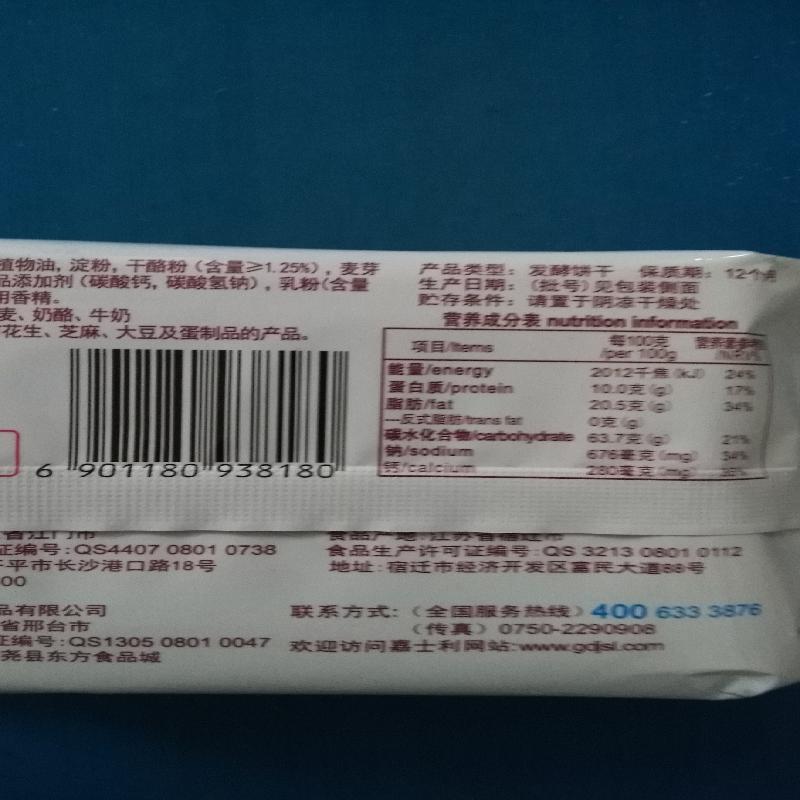 植物油, 淀粉, 干酪粉（含量≥1.25%）, 麦芽
品添加剂（碳酸钙, 碳酸氢钠）, 乳粉(含量
用香精。
麦、奶酪、牛奶
花生、芝麻、大豆及蛋制品的产品。
6 901180 938180
产品类型：发酵饼干 保质期：12个月
生产日期：（批号）见包装侧面
贮存条件：请置于阴凉干燥处
营养成分表 nutrition information
项目/Items 每100克/per 100g
能量/energy 2012千焦 (kJ) 24%
蛋白质/protein 10.0克 (g) 17%
脂肪/fat 20.5克 (g) 34%
---反式脂肪/trans fat 0克 (g)
碳水化合物/carbohydrate 63.7克 (g) 21%
钠/sodium 676毫克 (mg) 34%
钙/calcium 280毫克 (mg)
省江门市
证编号:QS4407 0801 0738
平市长沙港口路18号
00
品有限公司
省邢台市
证编号:QS1305 0801 0047
尧县东方食品城
食品产地:江苏省宿迁市
食品生产许可证编号:QS 3213 0801 0112
地址:宿迁市经济开发区富民大道88号
联系方式:（全国服务热线）400 633 3876
（传真）0750-2290908
欢迎访问嘉士利网站:www.gdjsl.com